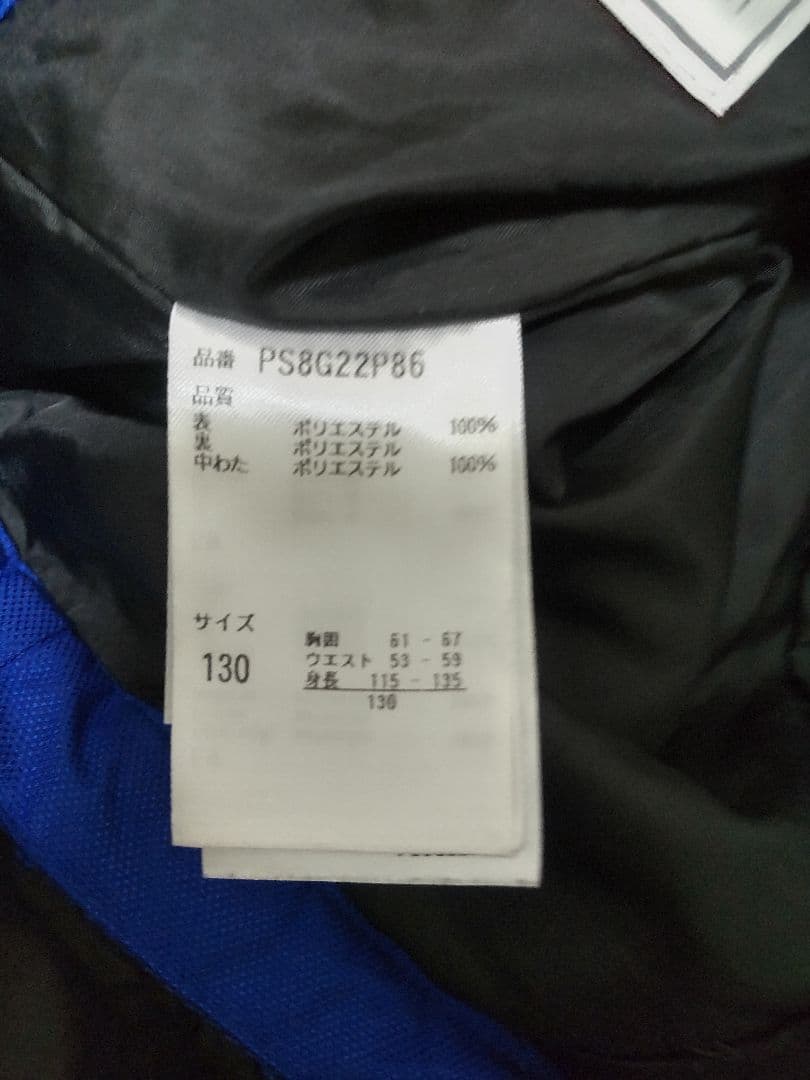 品番 PS8G22P86
品質
表 ポリエステル 100%
裏 ポリエステル
中わた ポリエステル 100%
サイズ
130
胸囲 61 - 67
ウエスト 53 - 59
身長 115 - 135
130